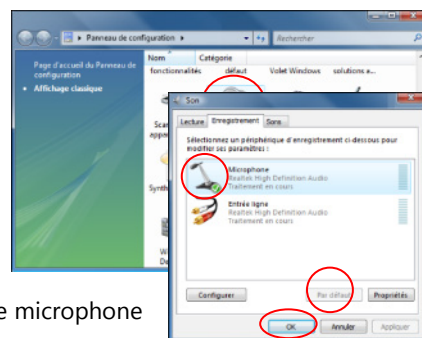 Panneau de configuration
Rechercher
Page d'accueil du Panneau de
configuration
Affichage classique
Nom Catégorie
fonctionnalités défaut Volet Windows solutions a...
Son
Lecture Enregistrement Sons
Sélectionnez un périphérique d'enregistrement ci-dessous pour
modifier ses paramètres :
Microphone
Realtek High Definition Audio
Traitement en cours
Entrée ligne
Realtek High Definition Audio
Traitement en cours
Configurer Par défaut Propriétés
OK Annuler Appliquer
e microphone